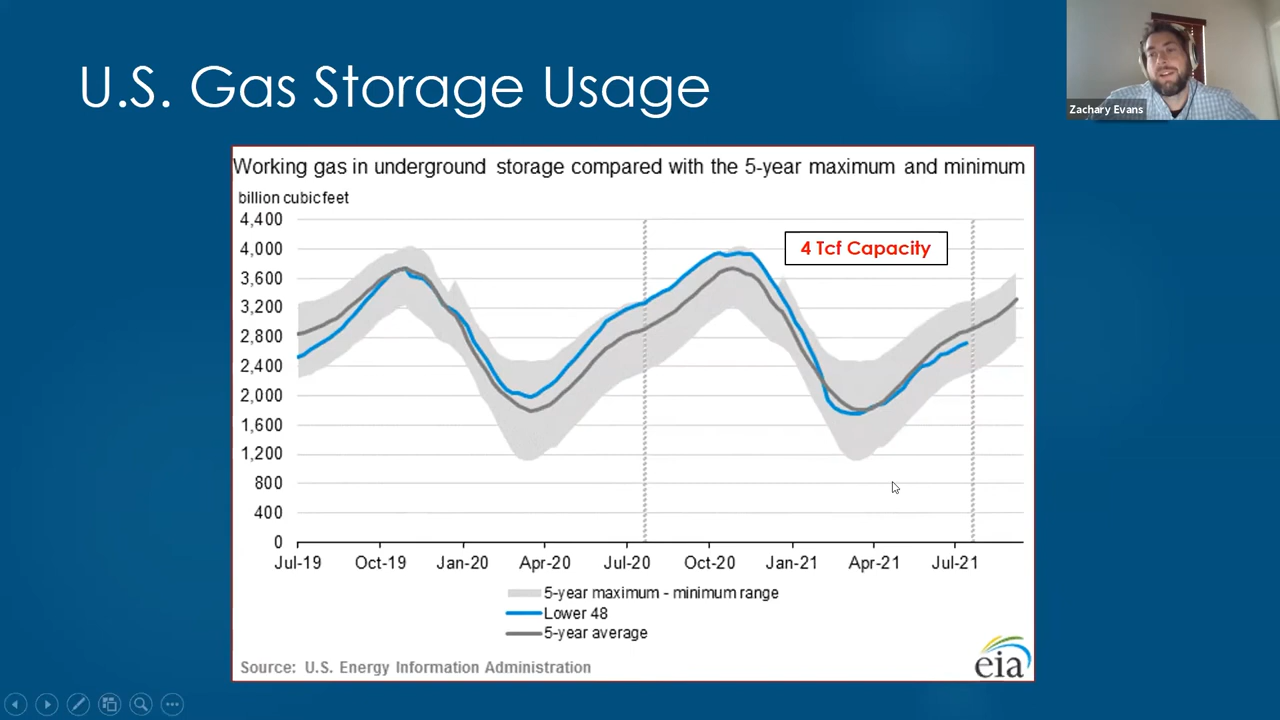 U.S. Gas Storage Usage
Zachary Evans
Working gas in underground storage compared with the 5-year maximum and minimum
billion cubic feet
4,400
4,000
3,600
3,200
2,800
2,400
2,000
1,600
1,200
800
400
0
4 Tcf Capacity
Jul-19 Oct-19 Jan-20 Apr-20 Jul-20 Oct-20 Jan-21 Apr-21 Jul-21
5-year maximum - minimum range
Lower 48
5-year average
Source: U.S. Energy Information Administration
eia